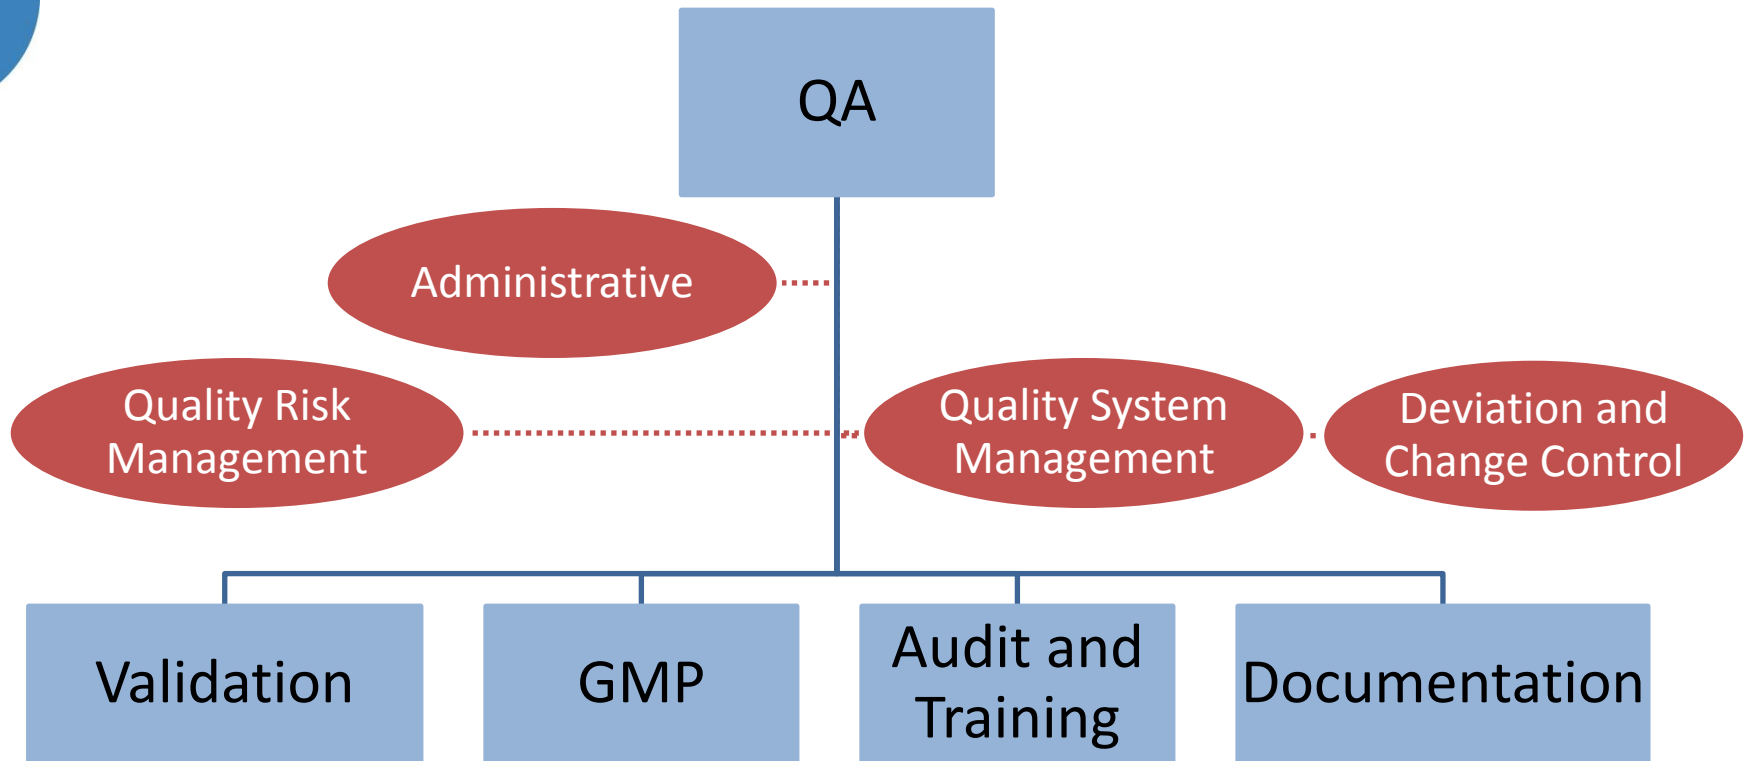 QA
Administrative
Quality Risk
Management
Quality System
Management
Deviation and
Change Control
Validation
GMP
Audit and
Training
Documentation